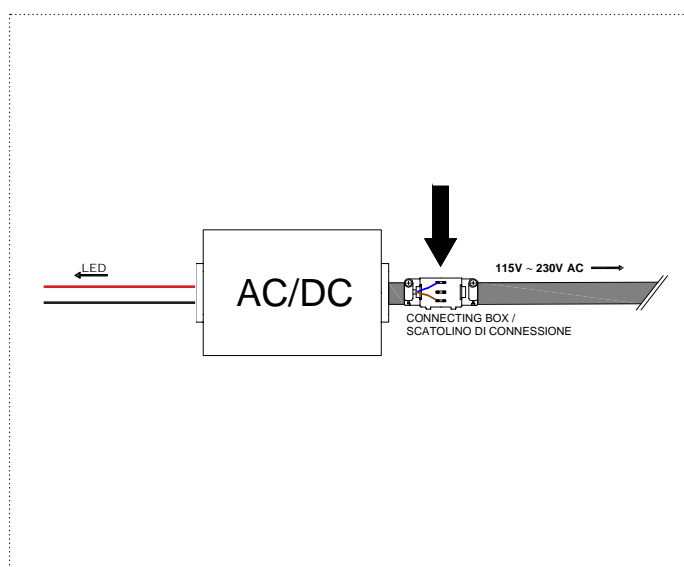 LED
AC/DC
115V ~ 230V AC
CONNECTING BOX /
SCATOLINO DI CONNESSIONE